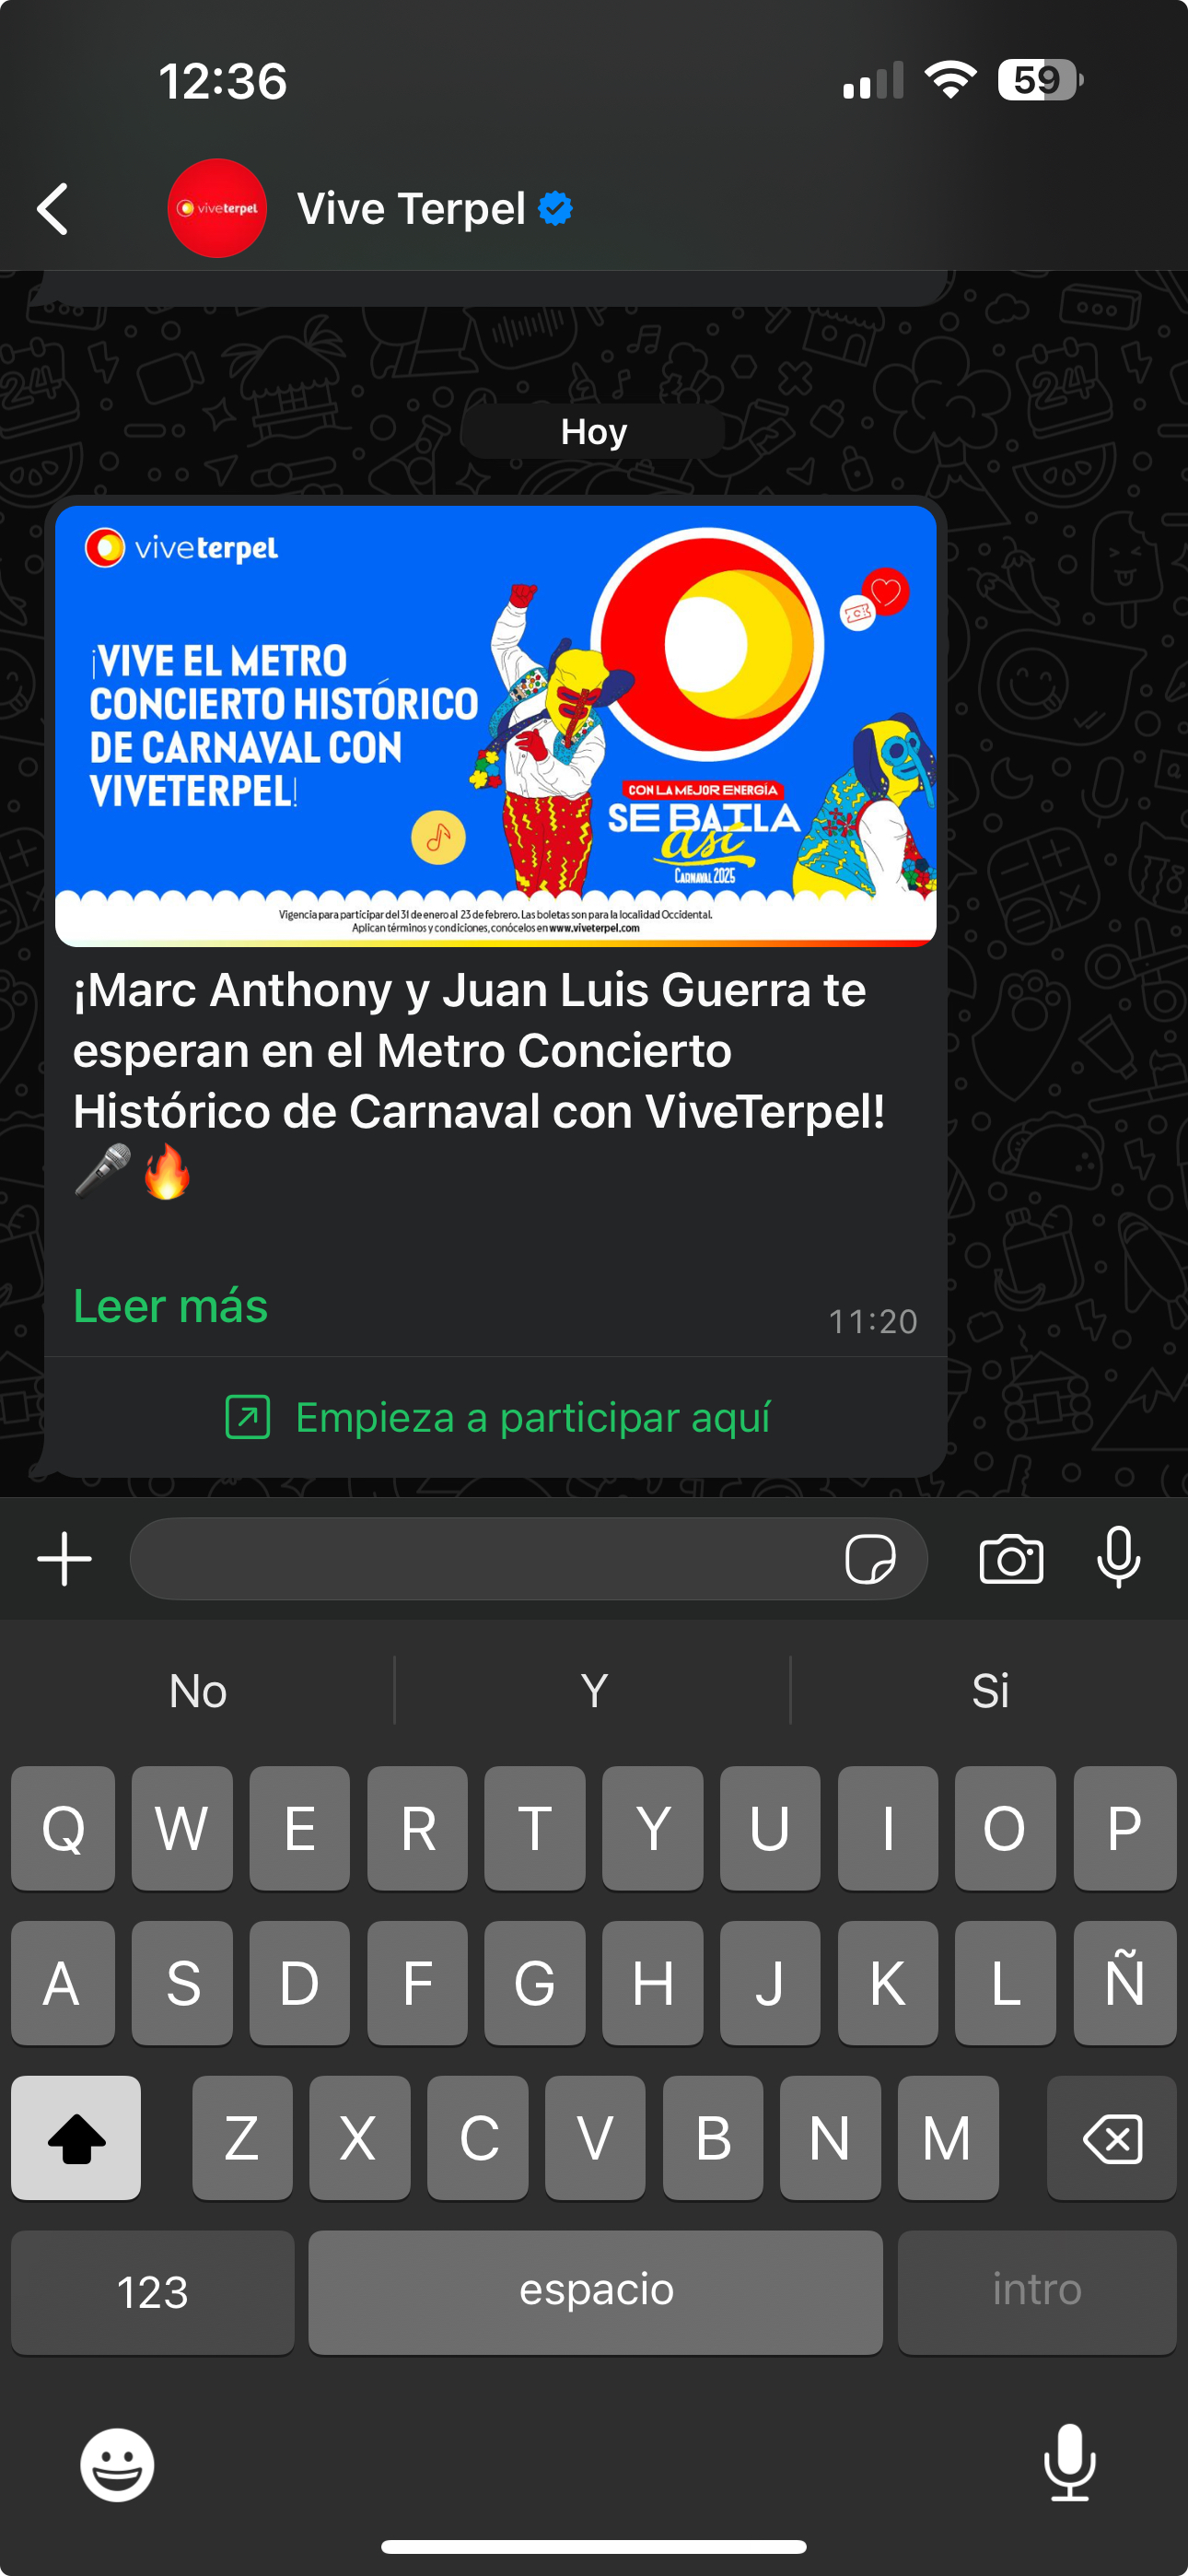 12:36
59
viveterpel
Vive Terpel
Hoy
viveterpel
¡VIVE EL METRO
CONCIERTO HISTÓRICO
DE CARNAVAL CON
VIVETERPEL!
CON LA MEJOR ENERGÍA
SE BAILA
así
CARNAVAL 2025
Vigencia para participar del 31 de enero al 23 de febrero. Las boletas son para la localidad Occidental.
Aplican términos y condiciones, conócelos en www.viveterpel.com
¡Marc Anthony y Juan Luis Guerra te
esperan en el Metro Concierto
Histórico de Carnaval con ViveTerpel!
🎤🔥
Leer más
11:20
Empieza a participar aquí
No Y Si
Q W E R T Y U I O P
A S D F G H J K L Ñ
Z X C V B N M
123 espacio intro